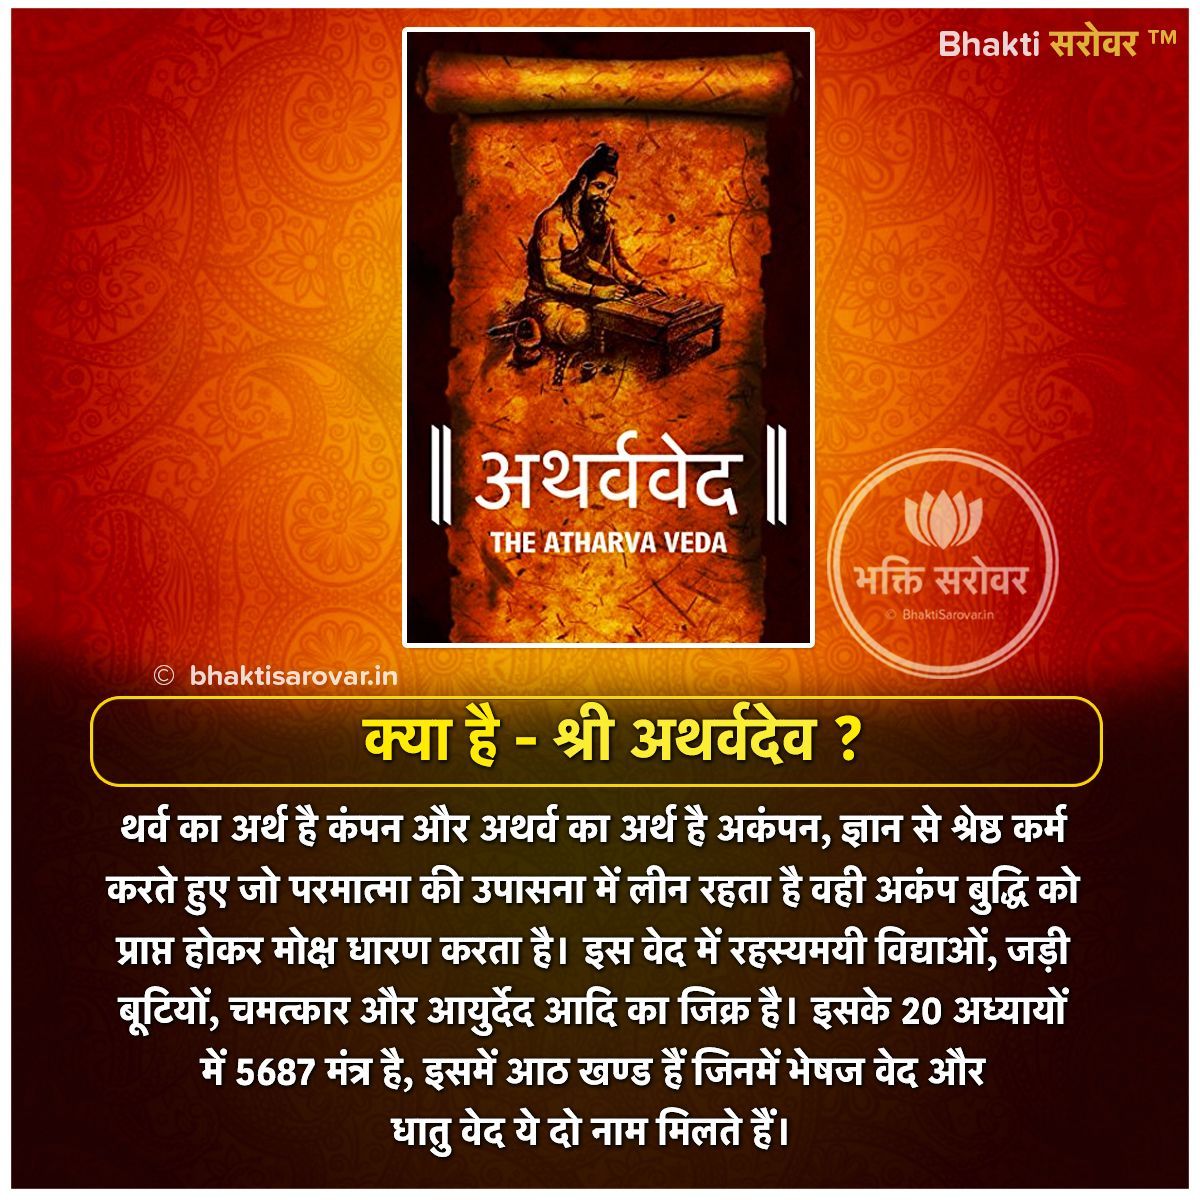 Bhakti सरोवर ™
॥ अथर्ववेद ॥
THE ATHARVA VEDA
भक्ति सरोवर
© BhaktiSarovar.in
© bhaktisarovar.in
क्या है - श्री अथर्वदेव ?
थर्व का अर्थ है कंपन और अथर्व का अर्थ है अकंपन, ज्ञान से श्रेष्ठ कर्म
करते हुए जो परमात्मा की उपासना में लीन रहता है वही अकंप बुद्धि को
प्राप्त होकर मोक्ष धारण करता है। इस वेद में रहस्यमयी विद्याओं, जड़ी
बूटियों, चमत्कार और आयुर्देद आदि का जिक्र है। इसके 20 अध्यायों
में 5687 मंत्र है, इसमें आठ खण्ड हैं जिनमें भेषज वेद और
धातु वेद ये दो नाम मिलते हैं।